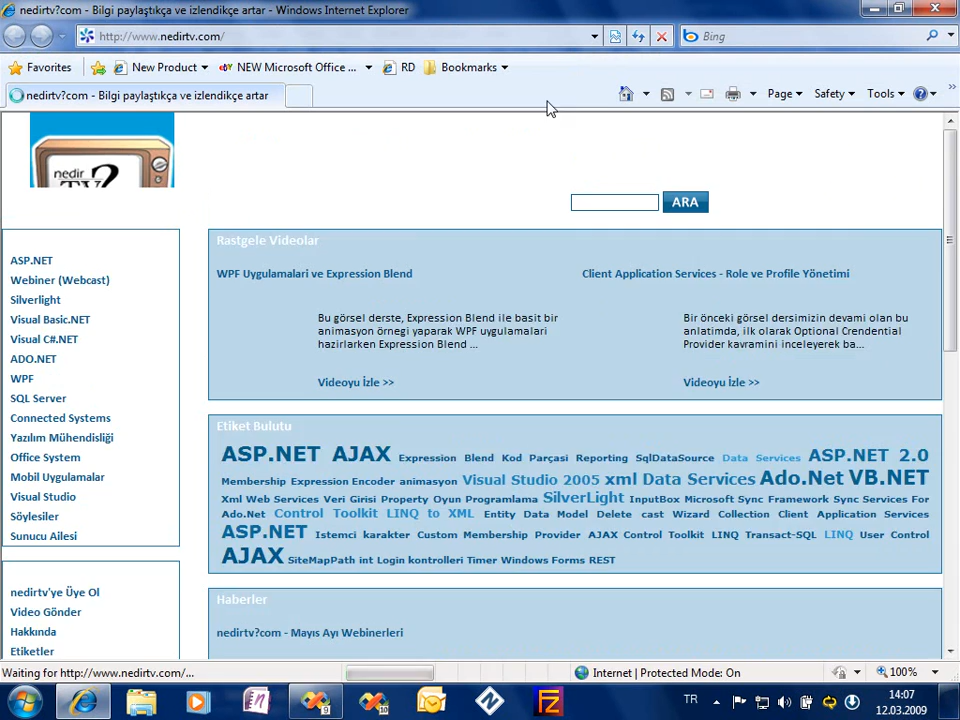 nedirtv?com - Bilgi paylaştıkça ve izlendikçe artar - Windows Internet Explorer
http://www.nedirtv.com/
Bing
Favorites
New Product
NEW Microsoft Office ...
RD
Bookmarks
nedirtv?com - Bilgi paylaştıkça ve izlendikçe artar
Page
Safety
Tools
nedir
TV ?
ARA
ASP.NET
Webiner (Webcast)
Silverlight
Visual Basic.NET
Visual C#.NET
ADO.NET
WPF
SQL Server
Connected Systems
Yazılım Mühendisliği
Office System
Mobil Uygulamalar
Visual Studio
Söylesiler
Sunucu Ailesi
nedirtv'ye Üye Ol
Video Gönder
Hakkında
Etiketler
Rastgele Videolar
WPF Uygulamalari ve Expression Blend
Bu görsel derste, Expression Blend ile basit bir
animasyon örnegi yaparak WPF uygulamalari
hazirlarken Expression Blend ...
Videoyu İzle >>
Client Application Services - Role ve Profile Yönetimi
Bir önceki görsel dersimizin devami olan bu
anlatimda, ilk olarak Optional Crendential
Provider kavramini inceleyerek ba...
Videoyu İzle >>
Etiket Bulutu
ASP.NET AJAX Expression Blend Kod Parçasi Reporting SqlDataSource Data Services ASP.NET 2.0
Membership Expression Encoder animasyon Visual Studio 2005 xml Data Services Ado.Net VB.NET
Xml Web Services Veri Girisi Property Oyun Programlama SilverLight InputBox Microsoft Sync Framework Sync Services For
Ado.Net Control Toolkit LINQ to XML Entity Data Model Delete cast Wizard Collection Client Application Services
ASP.NET Istemci karakter Custom Membership Provider AJAX Control Toolkit LINQ Transact-SQL LINQ User Control
AJAX SiteMapPath int Login kontrolleri Timer Windows Forms REST
Haberler
nedirtv?com - Mayıs Ayı Webinerleri
Waiting for http://www.nedirtv.com/...
Internet | Protected Mode: On
100%
TR
14:07
12.03.2009